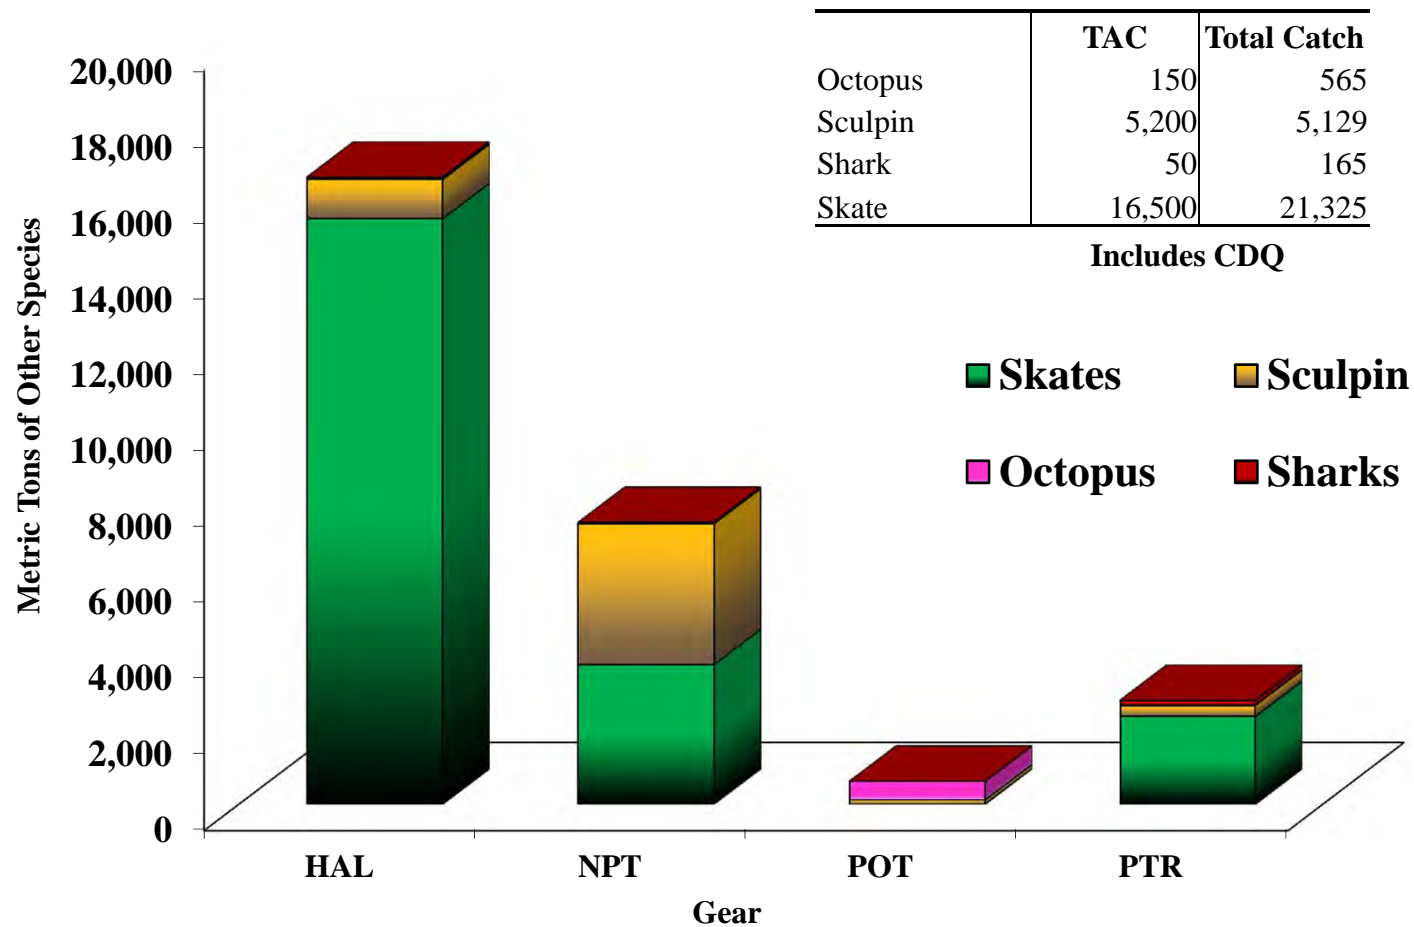 TAC Total Catch
Octopus 150 565
Sculpin 5,200 5,129
Shark 50 165
Skate 16,500 21,325
Includes CDQ
20,000
18,000
16,000
14,000
12,000
10,000
8,000
6,000
4,000
2,000
0
Metric Tons of Other Species
Skates Sculpin
Octopus Sharks
HAL NPT POT PTR
Gear